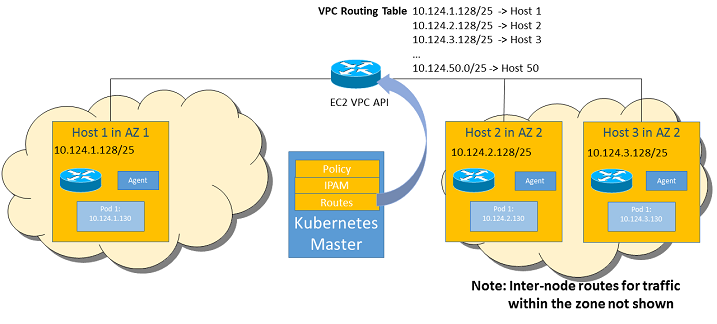 VPC Routing Table 10.124.1.128/25 -> Host 1
10.124.2.128/25 -> Host 2
10.124.3.128/25 -> Host 3
...
10.124.50.0/25 -> Host 50
EC2 VPC API
Host 1 in AZ 1
10.124.1.128/25
Agent
Pod 1:
10.124.1.130
Policy
IPAM
Routes
Kubernetes
Master
Host 2 in AZ 2
10.124.2.128/25
Agent
Pod 1:
10.124.2.130
Host 3 in AZ 2
10.124.3.128/25
Agent
Pod 1:
10.124.3.130
Note: Inter-node routes for traffic
within the zone not shown